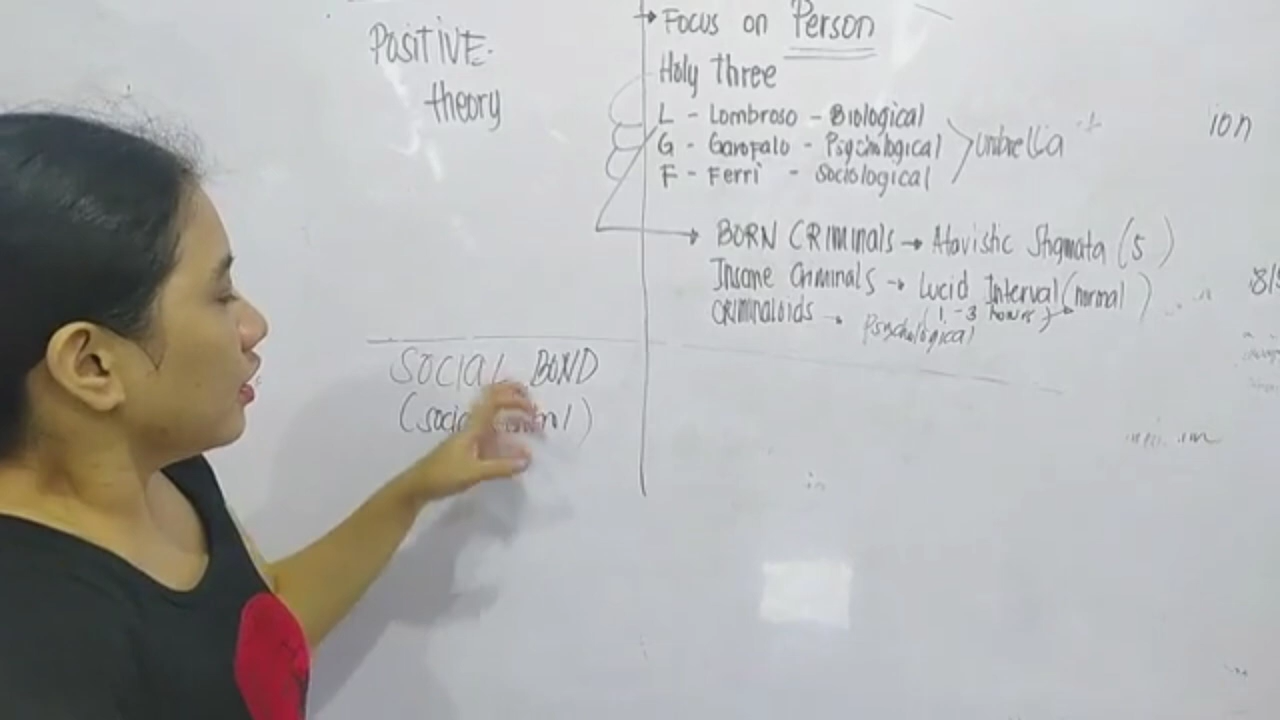 Positive
theory
→ Focus on Person
Holy three
L - Lombroso - Biological
G - Garofalo - Psychological
F - Ferri - Sociological
Umbrella
ion
BORN CRIMINALS → Atavistic Stigmata (5 )
Insane Criminals → Lucid Interval (normal )
(1 - 3 hours)
CRIMINALOIDS → Psychological
SOCIAL BOND